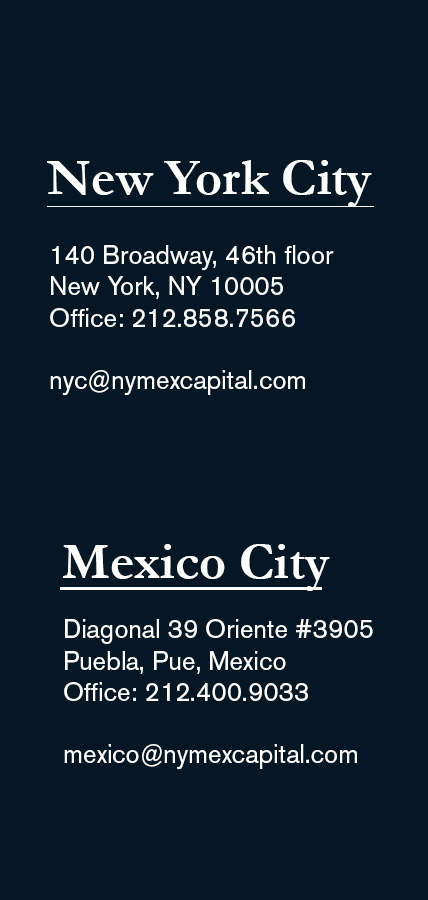 New York City
140 Broadway, 46th floor
New York, NY 10005
Office: 212.858.7566
nyc@nymexcapital.com
Mexico City
Diagonal 39 Oriente #3905
Puebla, Pue, Mexico
Office: 212.400.9033
mexico@nymexcapital.com